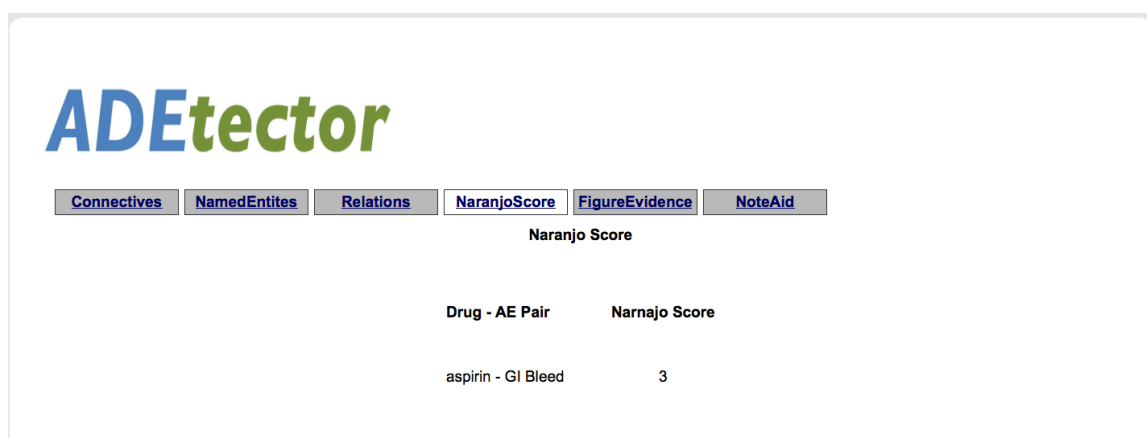 ADEtector
Connectives NamedEntites Relations NaranjoScore FigureEvidence NoteAid
Naranjo Score
Drug - AE Pair Narnajo Score
aspirin - GI Bleed 3